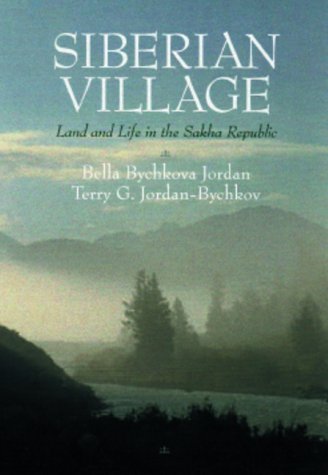 SIBERIAN
VILLAGE
Land and Life in the Sakha Republic
Bella Bychkova Jordan
Terry G. Jordan-Bychkov